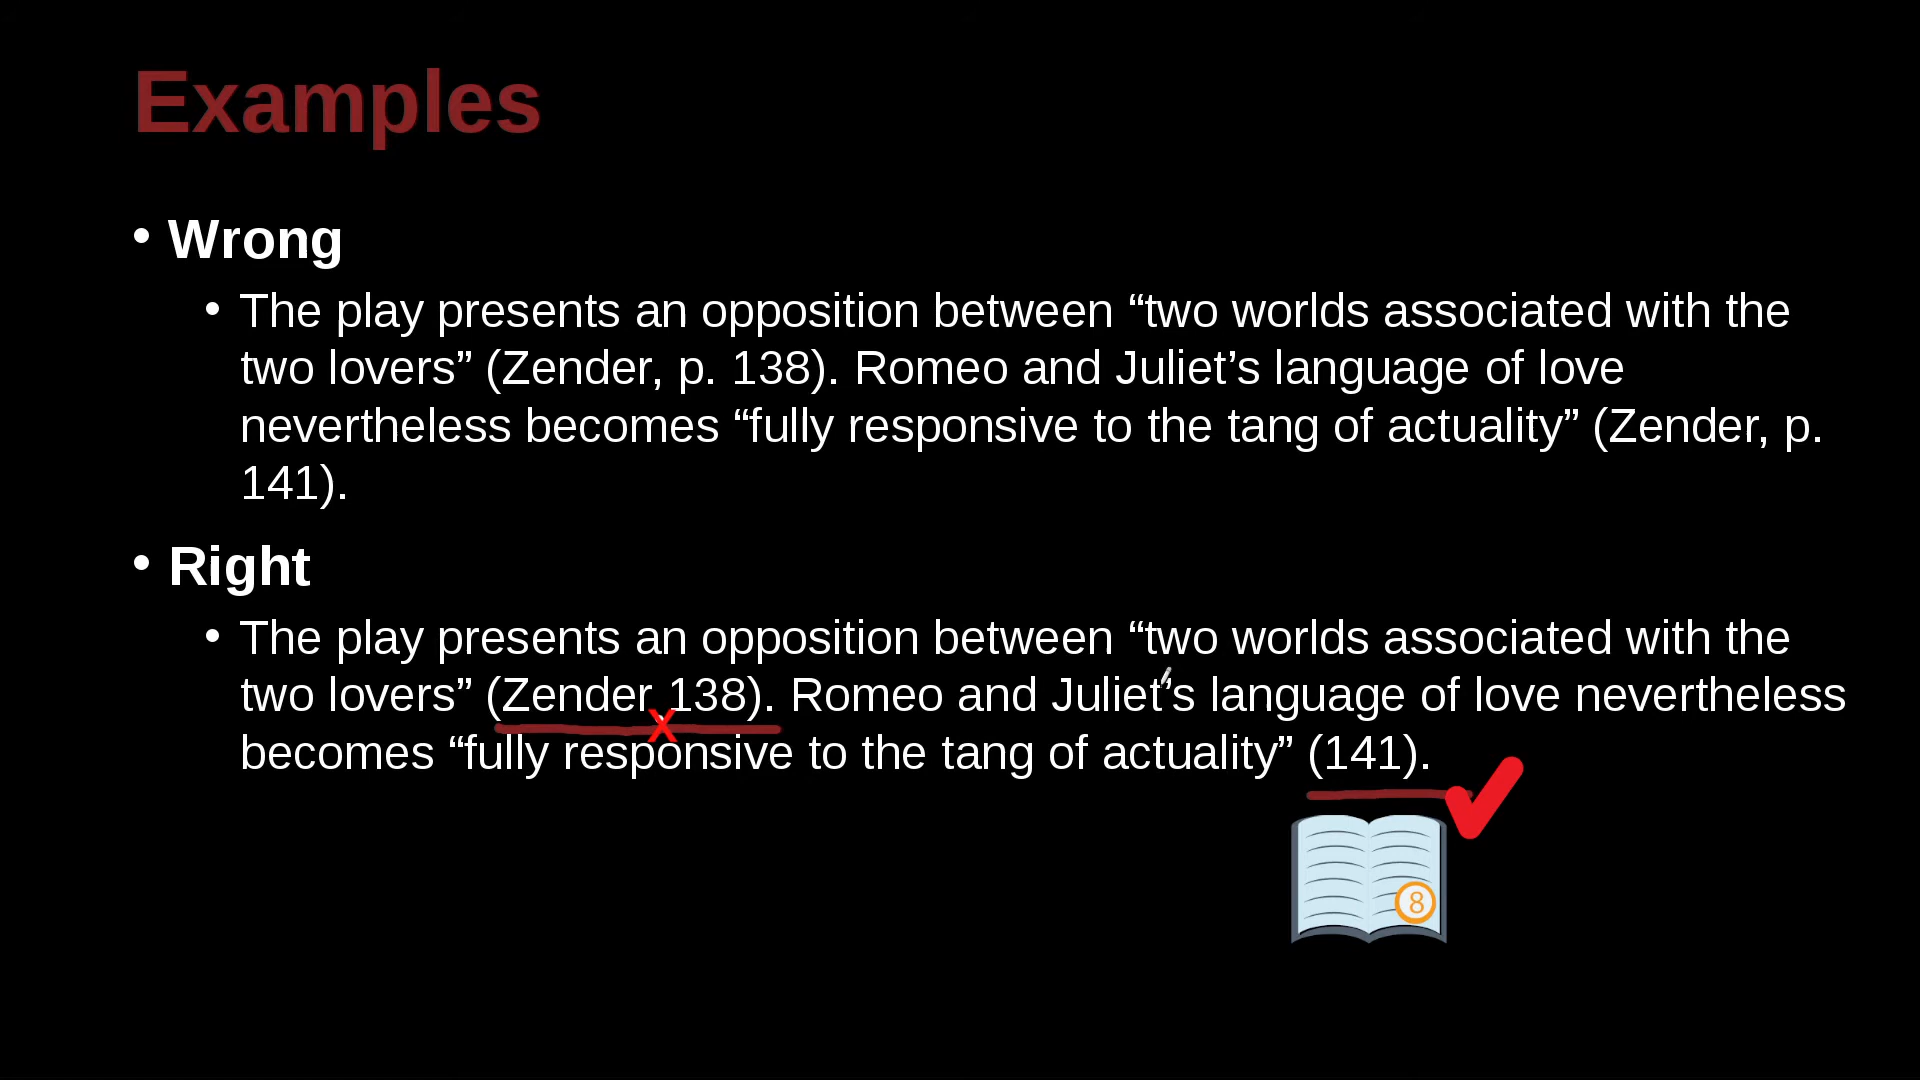 Examples
• Wrong
• The play presents an opposition between “two worlds associated with the
two lovers” (Zender, p. 138). Romeo and Juliet’s language of love
nevertheless becomes “fully responsive to the tang of actuality” (Zender, p.
141).
• Right
• The play presents an opposition between “two worlds associated with the
two lovers” (Zender 138). Romeo and Juliet’s language of love nevertheless
becomes “fully responsive to the tang of actuality” (141).
X
8